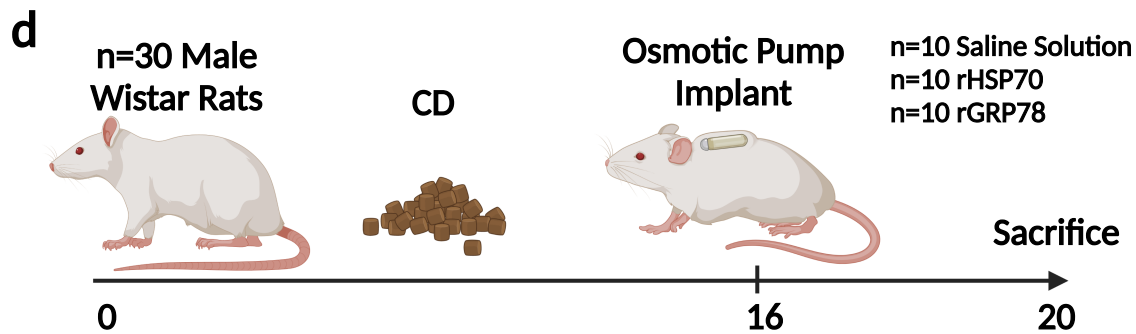 d
n=30 Male
Wistar Rats
CD
Osmotic Pump
Implant
n=10 Saline Solution
n=10 rHSP70
n=10 rGRP78
Sacrifice
0
16
20